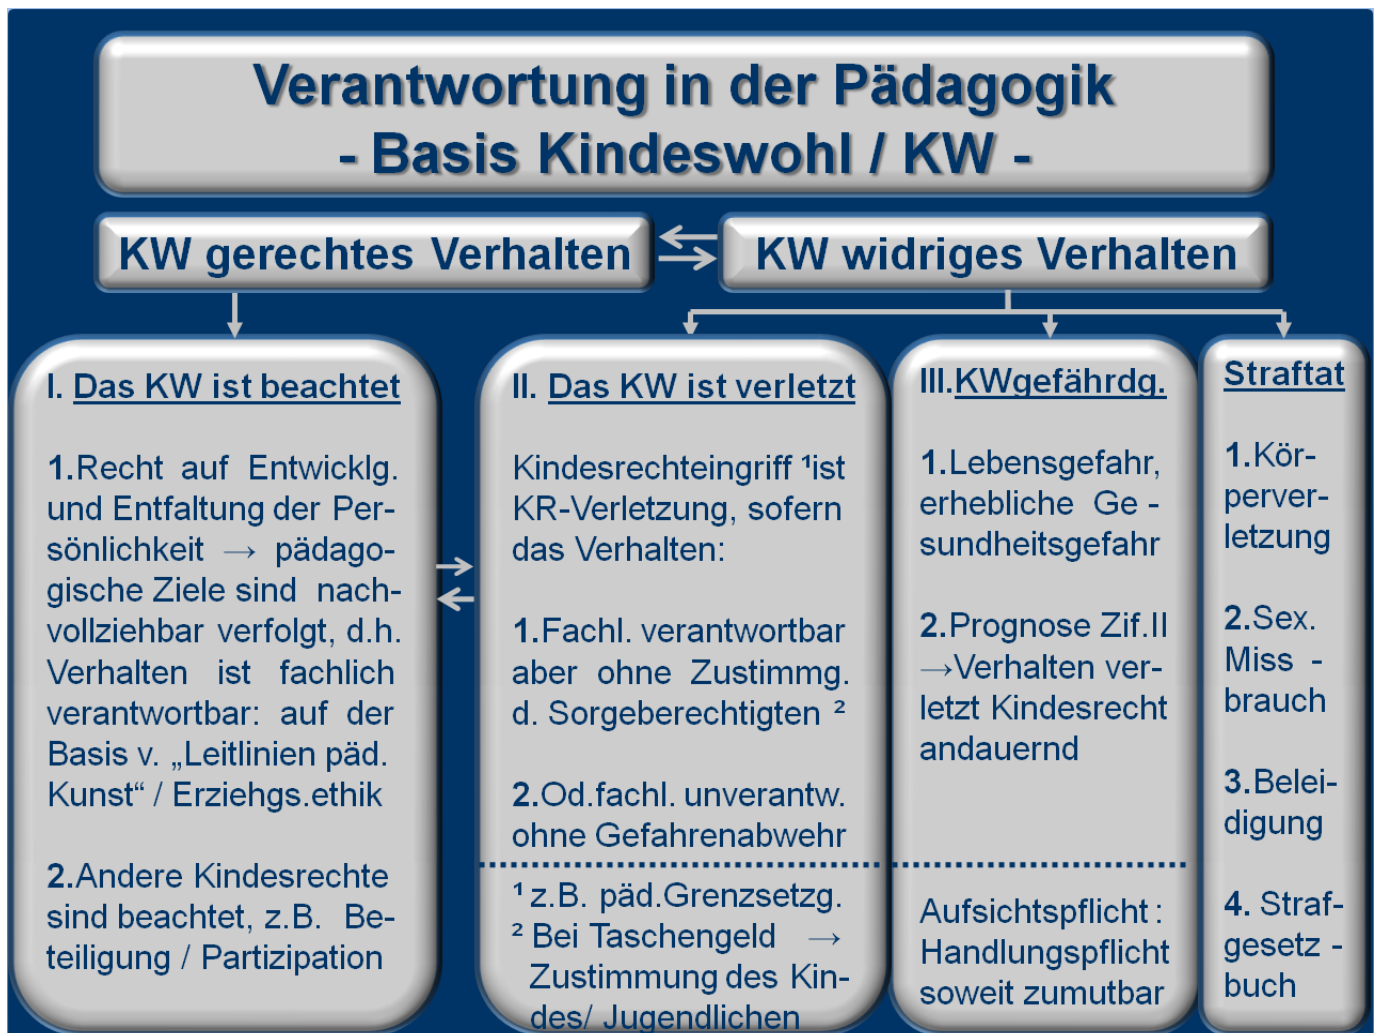 Verantwortung in der Pädagogik
- Basis Kindeswohl / KW -
KW gerechtes Verhalten
KW widriges Verhalten
I. Das KW ist beachtet
1.Recht auf Entwicklg.
und Entfaltung der Per-
sönlichkeit → pädago-
gische Ziele sind nach-
vollziehbar verfolgt, d.h.
Verhalten ist fachlich
verantwortbar: auf der
Basis v. „Leitlinien päd.
Kunst“ / Erziehgs.ethik
2.Andere Kindesrechte
sind beachtet, z.B. Be-
teiligung / Partizipation
II. Das KW ist verletzt
Kindesrechteingriff ¹ist
KR-Verletzung, sofern
das Verhalten:
1.Fachl. verantwortbar
aber ohne Zustimmg.
d. Sorgeberechtigten ²
2.Od.fachl. unverantw.
ohne Gefahrenabwehr
¹ z.B. päd.Grenzsetzg.
² Bei Taschengeld →
Zustimmung des Kin-
des/ Jugendlichen
III.KWgefährdg.
1.Lebensgefahr,
erhebliche Ge -
sundheitsgefahr
2.Prognose Zif.II
→Verhalten ver-
letzt Kindesrecht
andauernd
Aufsichtspflicht :
Handlungspflicht
soweit zumutbar
Straftat
1.Kör-
perver-
letzung
2.Sex.
Miss -
brauch
3.Belei-
digung
4. Straf-
gesetz -
buch